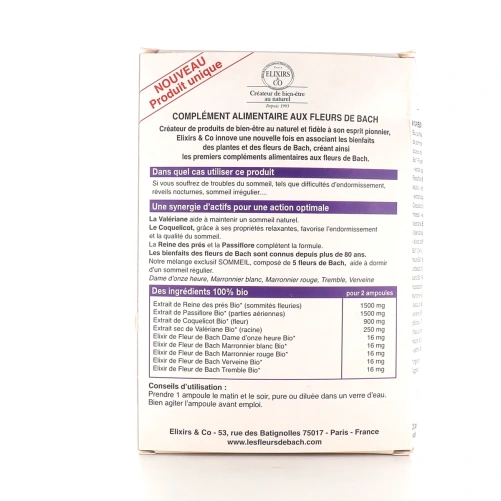 NOUVEAU
Produit unique
ELIXIRS
& CO
Créateur de bien-être
au naturel
Depuis 1993
COMPLÉMENT ALIMENTAIRE AUX FLEURS DE BACH
Créateur de produits de bien-être au naturel et fidèle à son esprit pionnier,
Elixirs & Co innove une nouvelle fois en associant les bienfaits
des plantes et des fleurs de Bach, créant ainsi
les premiers compléments alimentaires aux fleurs de Bach.
Dans quel cas utiliser ce produit
Si vous souffrez de troubles du sommeil, tels que difficultés d'endormissement,
réveils nocturnes, sommeil irrégulier....
Une synergie d'actifs pour une action optimale
La Valériane aide à maintenir un sommeil naturel.
Le Coquelicot, grâce à ses propriétés relaxantes, favorise l'endormissement
et la qualité du sommeil.
La Reine des prés et la Passiflore complètent la formule.
Les bienfaits des fleurs de Bach sont connus depuis plus de 80 ans.
Notre mélange exclusif SOMMEIL, composé de 5 fleurs de Bach, aide à dormir
d'un sommeil régulier.
Dame d'onze heure, Marronnier blanc, Marronnier rouge, Tremble, Verveine
Des ingrédients 100% bio pour 2 ampoules
Extrait de Reine des prés Bio* (sommités fleuries) 1500 mg
Extrait de Passiflore Bio* (parties aériennes) 1500 mg
Extrait de Coquelicot Bio* (fleur) 900 mg
Extrait sec de Valériane Bio* (racine) 250 mg
Elixir de Fleur de Bach Dame d'onze heure Bio* 16 mg
Elixir de Fleur de Bach Marronnier blanc Bio* 16 mg
Elixir de Fleur de Bach Marronnier rouge Bio* 16 mg
Elixir de Fleur de Bach Verveine Bio* 16 mg
Elixir de Fleur de Bach Tremble Bio* 16 mg
Conseils d'utilisation :
Prendre 1 ampoule le matin et le soir, pure ou diluée dans un verre d'eau.
Bien agiter l'ampoule avant emploi.
Elixirs & Co - 53, rue des Batignolles 75017 - Paris - France
www.lesfleursdebach.com